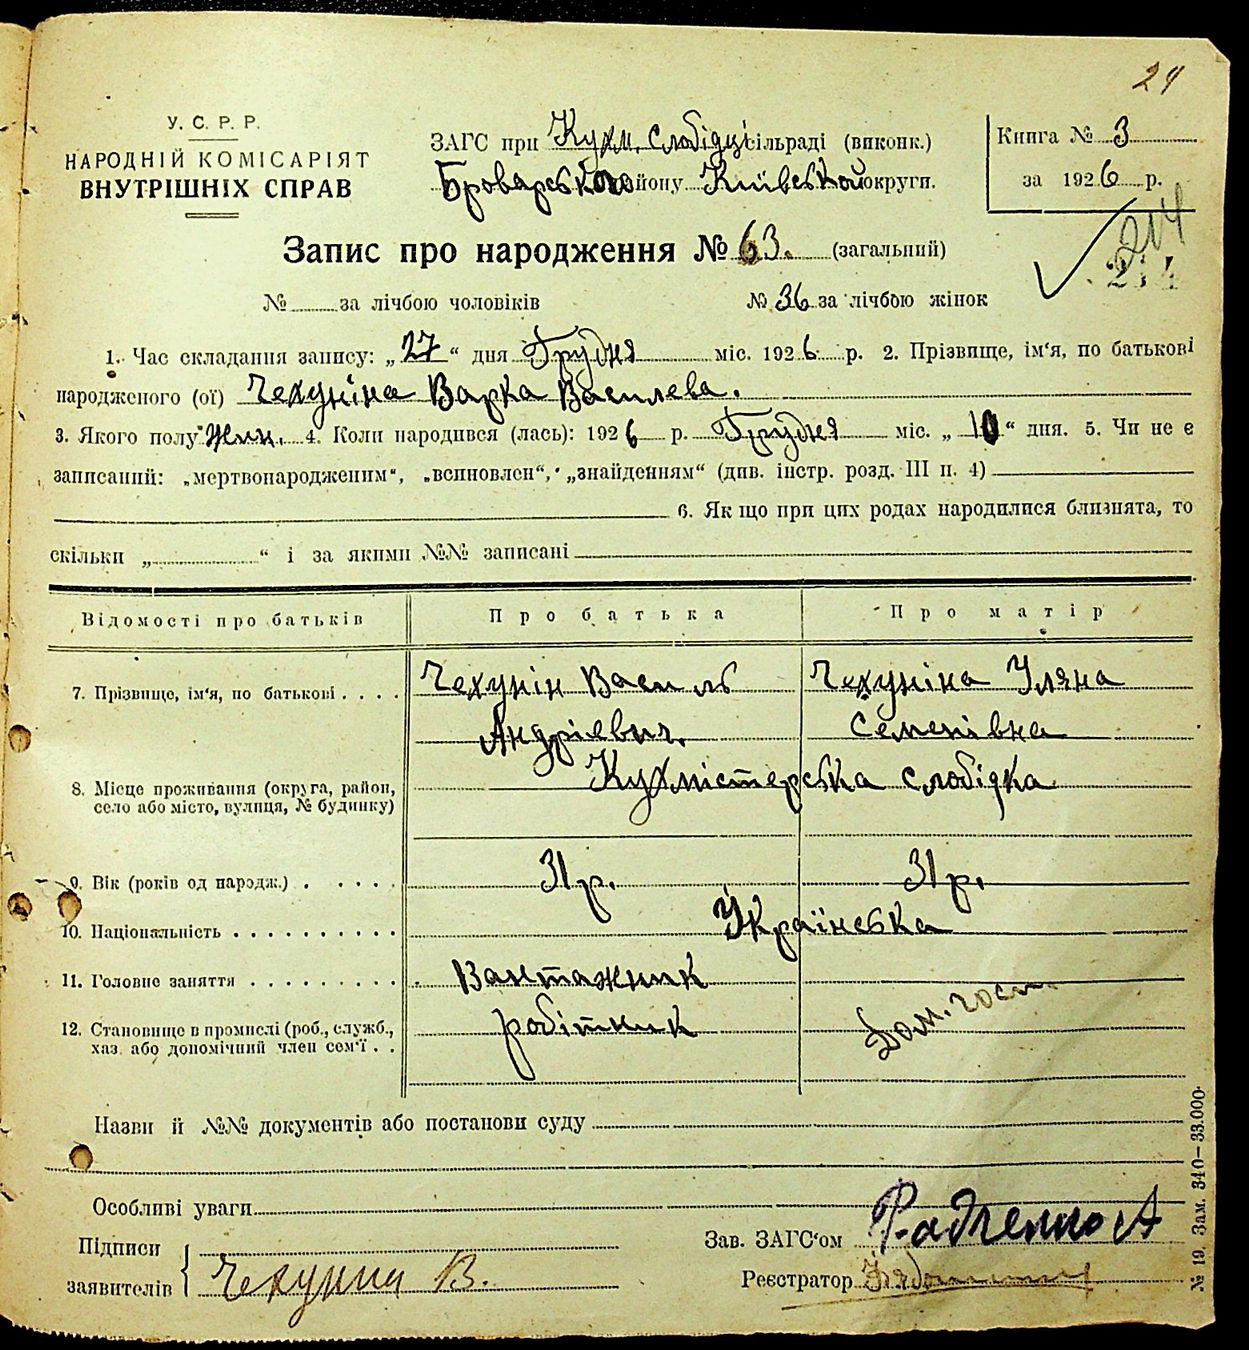 24
У. С. Р. Р.
НАРОДНІЙ КОМІСАРІЯТ
ВНУТРІШНІХ СПРАВ
ЗАГС при Кухм. Слобідці сільраді (виконк.)
Броварського району Київської округи.
Книга № 3
за 1926 р.
214
Запис про народження № 63. (загальний)
№ за лічбою чоловіків
№ 36 за лічбою жінок
1. Час складання запису: „27“ дня Грудня міс. 1926 р. 2. Прізвище, ім'я, по батькові
народженого (ої) Чехуніна Варка Василева.
3. Якого полу Жин. 4. Коли народився (лась): 1926 р. Грудня міс. „10“ дня. 5. Чи не є
записаний: „мертвонародженим“, „всиновлен“, „знайденням“ (див. інстр. розд. III п. 4)
6. Як що при цих родах народилися близнята, то
скільки „ “ і за якими №№ записані
Відомості про батьків
Про батька
Про матір
7. Прізвище, ім'я, по батькові . . . .
Чехунін Василь
Андрієвич.
Чехуніна Уляна
Семенівна
8. Місце проживання (округа, район,
село або місто, вулиця, № будинку)
Кухмістерська слобідка
9. Вік (років од народж.) . . . . .
31 р.
31 р.
10. Національність . . . . . . . . . .
Українська
11. Головне заняття . . . . . . . . .
Вантажник
12. Становище в промислі (роб., служб.,
хаз. або допомічний член сем'ї . .
робітник
Дом. госп.
Назви й №№ документів або постанови суду
Особливі уваги
Підписи
заявителів
Чехунин В.
Зав. ЗАГС'ом Радченко А
Реєстратор
№ 19. Зам. 340—33.000.